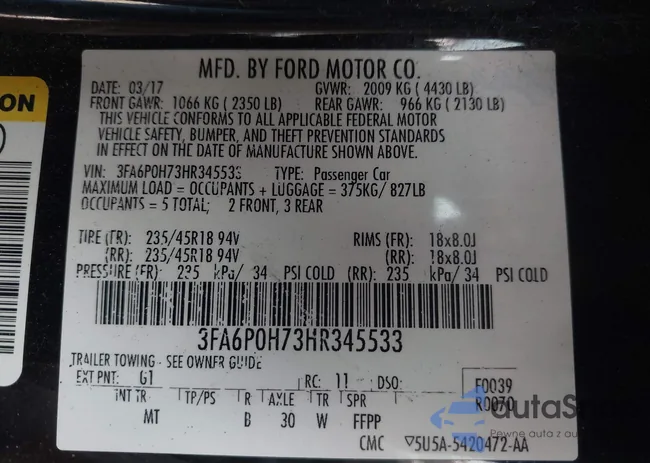 ON
MFD. BY FORD MOTOR CO.
DATE: 03/17 GVWR: 2009 KG ( 4430 LB)
FRONT GAWR: 1066 KG ( 2350 LB) REAR GAWR: 966 KG ( 2130 LB)
THIS VEHICLE CONFORMS TO ALL APPLICABLE FEDERAL MOTOR
VEHICLE SAFETY, BUMPER, AND THEFT PREVENTION STANDARDS
IN EFFECT ON THE DATE OF MANUFACTURE SHOWN ABOVE.
VIN: 3FA6P0H73HR345533 TYPE: Passenger Car
MAXIMUM LOAD = OCCUPANTS + LUGGAGE = 375KG/ 827LB
OCCUPANTS = 5 TOTAL; 2 FRONT, 3 REAR
TIRE (FR): 235/45R18 94V RIMS (FR): 18x8.0J
(RR): 235/45R18 94V (RR): 18x8.0J
PRESSURE (FR): 235 kPa/ 34 PSI COLD (RR): 235 kPa/ 34 PSI COLD
3FA6P0H73HR345533
TRAILER TOWING - SEE OWNER GUIDE
EXT PNT: G1 RC: 11 DSO: F0039
INT TR TP/PS R AXLE TR SPR R0070
MT B 30 W FFPP
CMC ▽5U5A-5420472-AA
Pewne auta z au